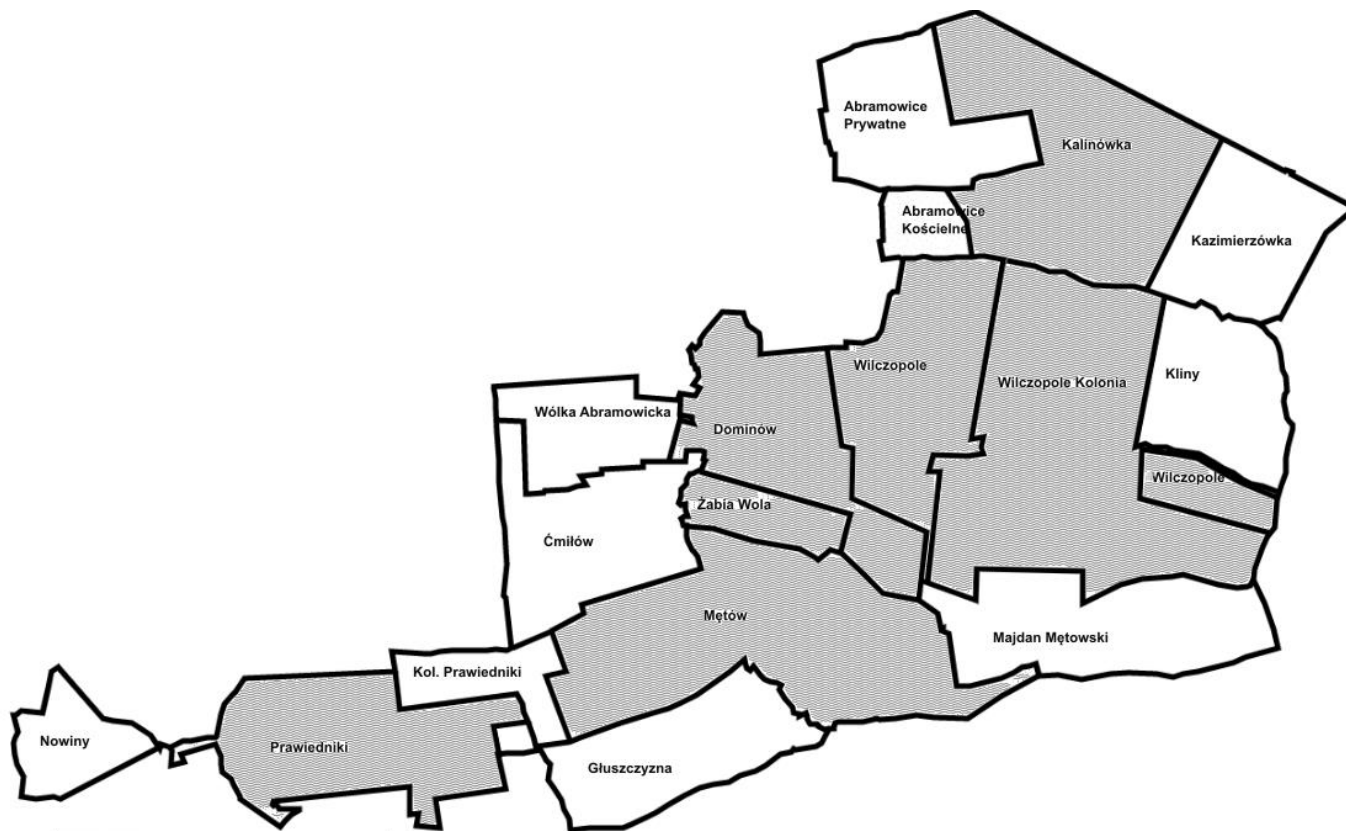 Abramowice
Prywatne
Kalinówka
Abramowice
Kościelne
Kazimierzówka
Wilczopole
Wilczopole Kolonia
Kliny
Wólka Abramowicka
Dominów
Wilczopole
Żabia Wola
Ćmiłów
Mętów
Majdan Mętowski
Kol. Prawiedniki
Nowiny
Prawiedniki
Głuszczyzna